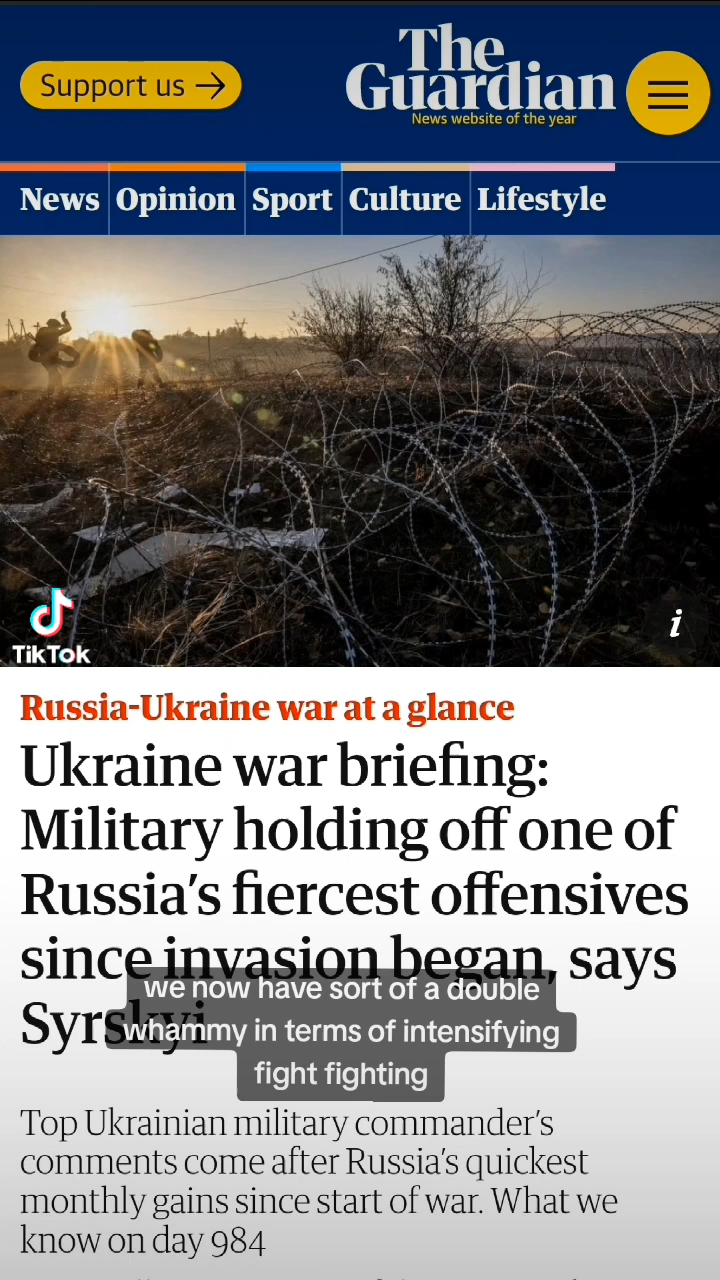 Support us →
The
Guardian
News website of the year
News
Opinion
Sport
Culture
Lifestyle
i
TikTok
Russia-Ukraine war at a glance
Ukraine war briefing:
Military holding off one of
Russia's fiercest offensives
since invasion began, says
Syrskyi
we now have sort of a double
whammy in terms of intensifying
fight fighting
Top Ukrainian military commander's
comments come after Russia's quickest
monthly gains since start of war. What we
know on day 984